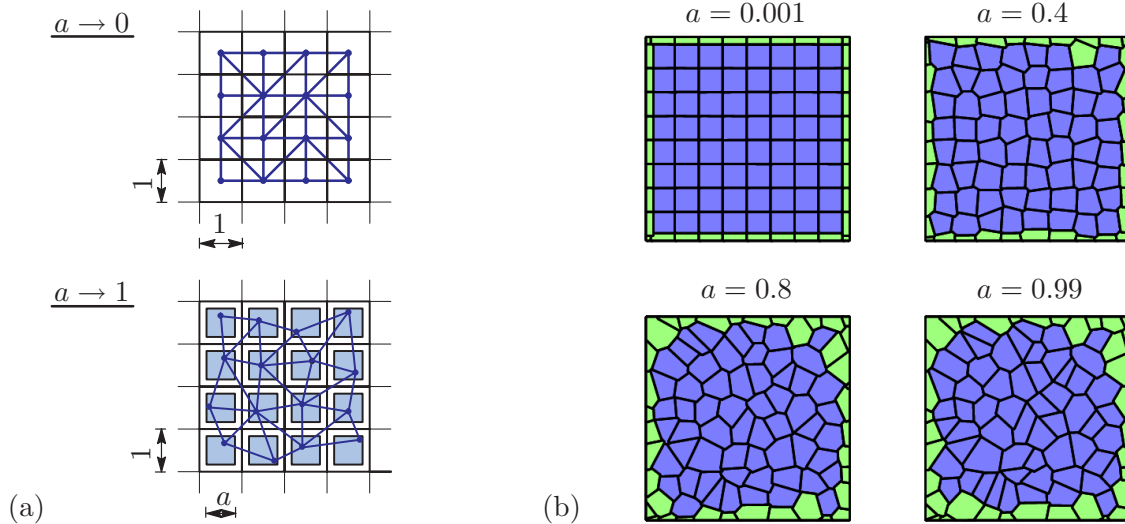 a → 0
1
1
a → 1
1
a
(a)
a = 0.001
a = 0.4
a = 0.8
a = 0.99
(b)